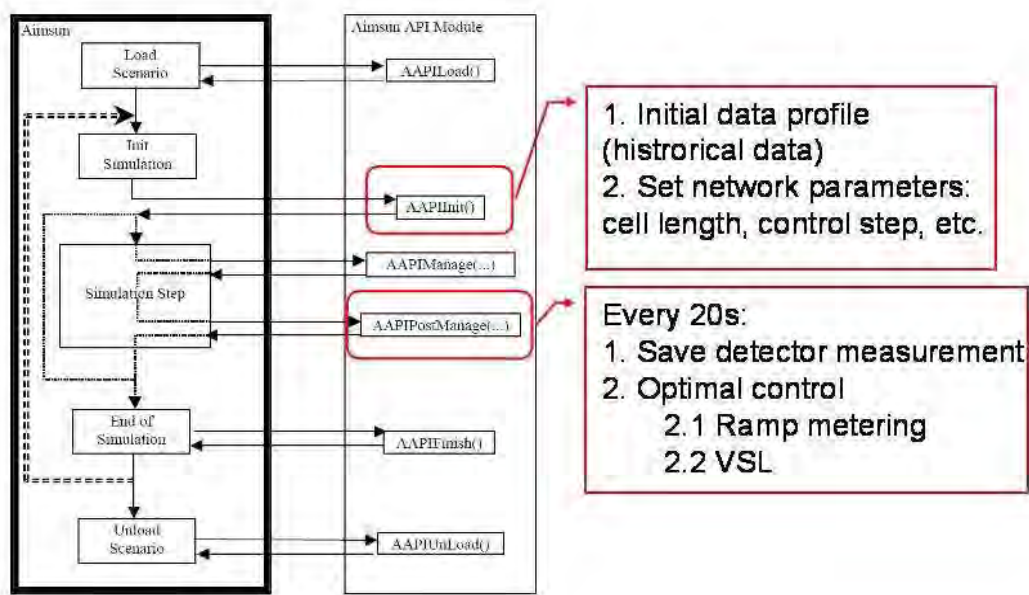 Aimsun
Load
Scenario
Init
Simulation
Simulation Step
End of
Simulation
Unload
Scenario
Aimsun API Module
AAPILoad()
AAPIInit()
AAPIManage(...)
AAPIPostManage(...)
AAPIFinish()
AAPIUnLoad()
1. Initial data profile
(histrorical data)
2. Set network parameters:
cell length, control step, etc.
Every 20s:
1. Save detector measurement
2. Optimal control
2.1 Ramp metering
2.2 VSL